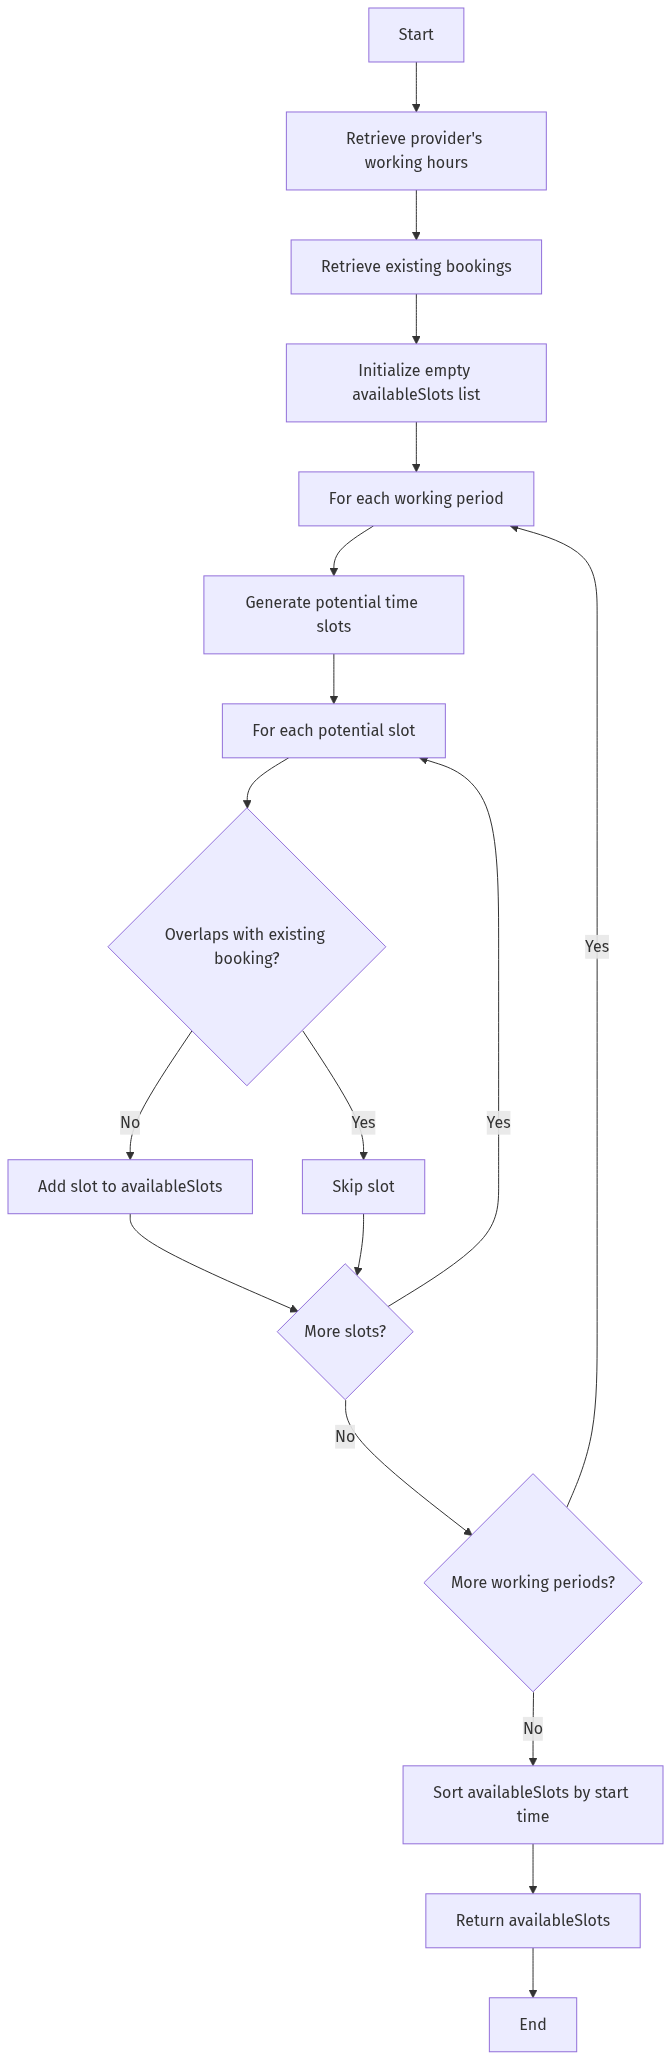 Start
Retrieve provider's
working hours
Retrieve existing bookings
Initialize empty
availableSlots list
For each working period
Generate potential time
slots
For each potential slot
Overlaps with existing
booking?
Yes
No
Yes
Yes
Add slot to availableSlots
Skip slot
More slots?
No
More working periods?
No
Sort availableSlots by start
time
Return availableSlots
End